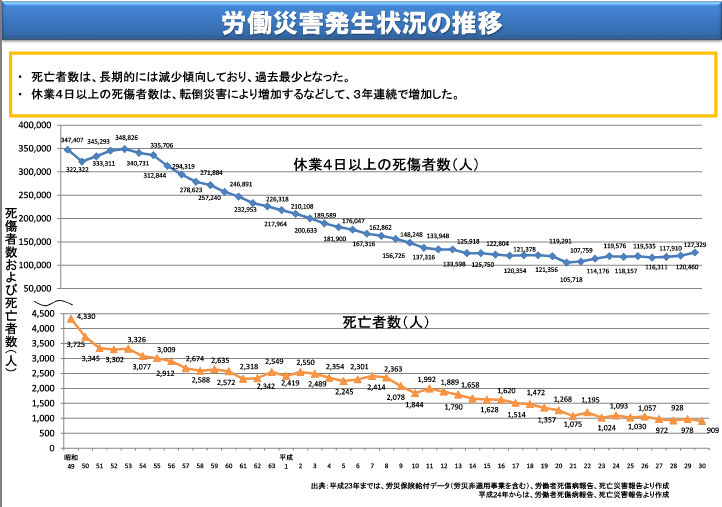 労働災害発生状況の推移
・ 死亡者数は、長期的には減少傾向しており、過去最少となった。
・ 休業４日以上の死傷者数は、転倒災害により増加するなどして、３年連続で増加した。
死傷者数および死亡者数（人）
400,000
350,000
300,000
250,000
200,000
150,000
100,000
50,000
休業４日以上の死傷者数（人）
347,407 322,322 345,293 333,311 348,826 340,731 335,706 312,844 294,319 278,623 271,884 257,240 246,891 232,953 226,318 217,964 210,108 200,633 189,589 181,900 176,047 167,316 162,862 156,726 148,248 137,316 133,948 133,598 125,918 125,750 122,804 120,354 121,378 121,356 119,291 105,718 107,759 114,176 119,576 118,157 119,535 116,311 117,910 120,460 127,329
4,500
4,000
3,500
3,000
2,500
2,000
1,500
1,000
500
0
死亡者数（人）
4,330 3,725 3,345 3,302 3,326 3,077 3,009 2,912 2,674 2,588 2,635 2,572 2,318 2,342 2,549 2,419 2,550 2,489 2,354 2,245 2,301 2,414 2,363 2,078 1,844 1,992 1,889 1,790 1,658 1,628 1,620 1,514 1,472 1,357 1,268 1,075 1,195 1,024 1,093 1,030 1,057 972 928 978 909
昭和 平成
49 50 51 52 53 54 55 56 57 58 59 60 61 62 63 1 2 3 4 5 6 7 8 9 10 11 12 13 14 15 16 17 18 19 20 21 22 23 24 25 26 27 28 29 30
出典：平成23年までは、労災保険給付データ（労災非適用事業を含む）、労働者死傷病報告、死亡災害報告より作成
平成24年からは、労働者死傷病報告、死亡災害報告より作成